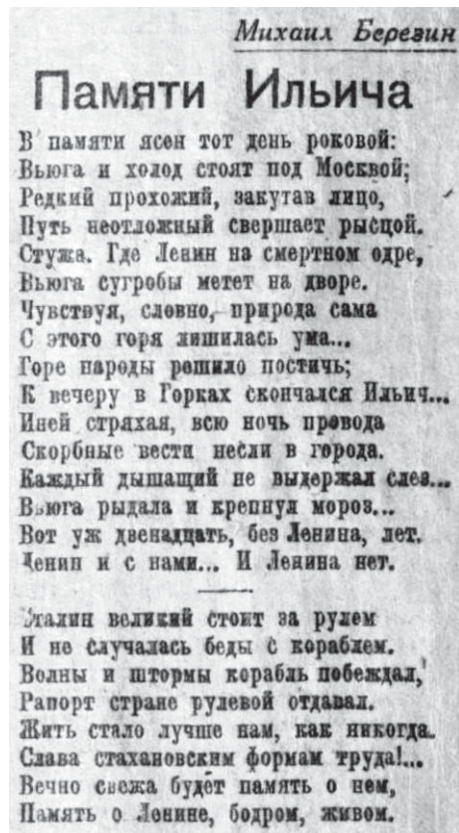 Михаил Березин
Памяти Ильича
В памяти ясен тот день роковой:
Вьюга и холод стоят под Москвой;
Редкий прохожий, закутав лицо,
Путь неотложный свершает рысцой.
Стужа. Где Ленин на смертном одре,
Вьюга сугробы метет на дворе.
Чувствуя, словно, природа сама
С этого горя лишилась ума...
Горе народы решило постичь;
К вечеру в Горках скончался Ильич...
Иней стряхая, всю ночь провода
Скорбные вести несли в города.
Каждый дышащий не выдержал слез...
Вьюга рыдала и крепнул мороз...
Вот уж двенадцать, без Ленина, лет.
Ленин и с нами... И Ленина нет.
Сталин великий стоит за рулем
И не случалась беды с кораблем.
Волны и штормы корабль побеждал,
Рапорт стране рулевой отдавал.
Жить стало лучше нам, как никогда.
Слава стахановским формам труда!...
Вечно свежа будет память о нем,
Память о Ленине, бодром, живом.